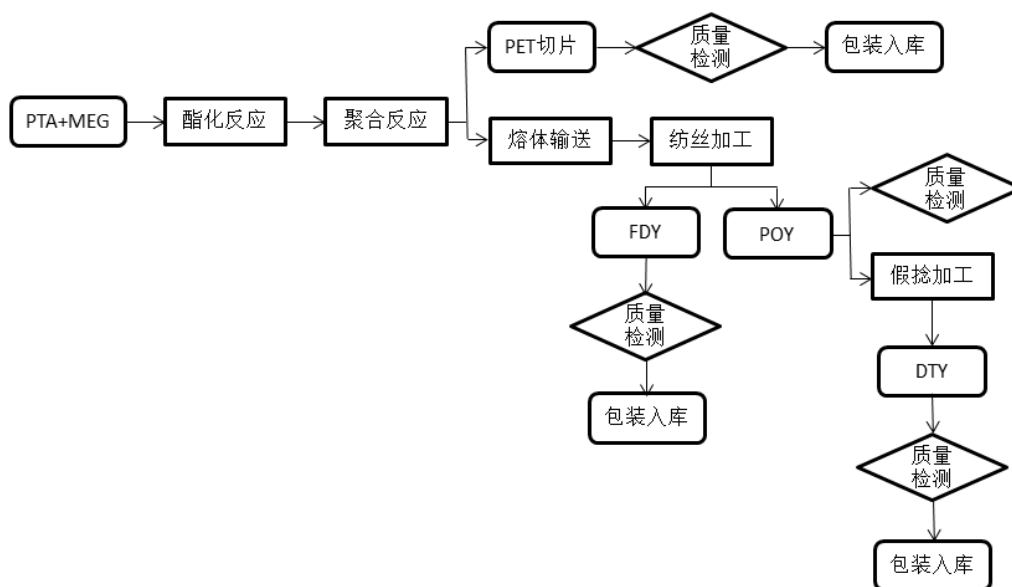 PTA+MEG
酯化反应
聚合反应
PET切片
质量
检测
包装入库
熔体输送
纺丝加工
FDY
质量
检测
包装入库
POY
质量
检测
假捻加工
DTY
质量
检测
包装入库